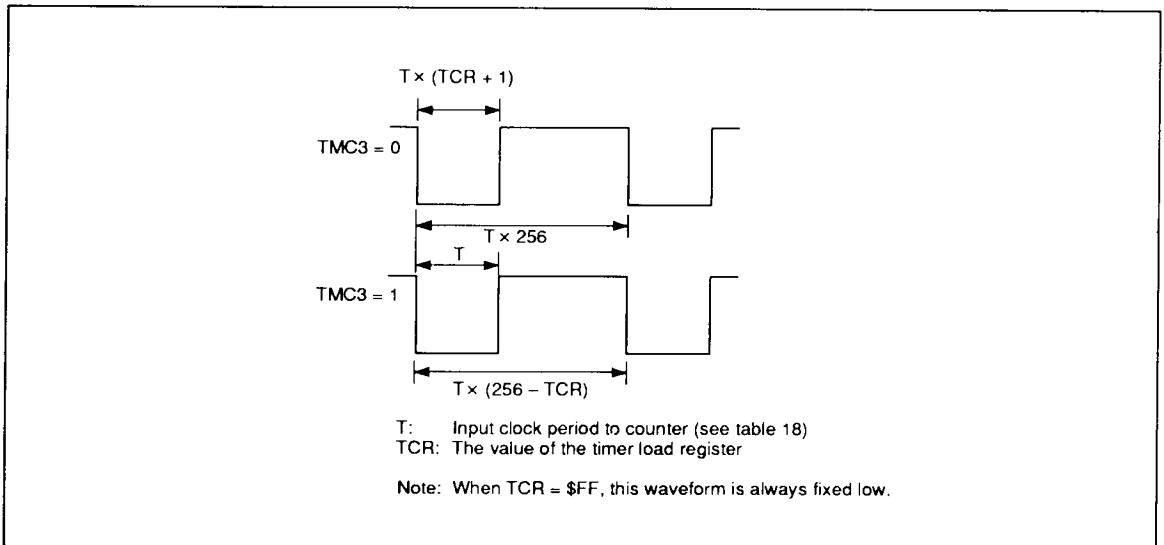 T × (TCR + 1)
TMC3 = 0
T × 256
T
TMC3 = 1
T × (256 – TCR)
T: Input clock period to counter (see table 18)
TCR: The value of the timer load register
Note: When TCR = $FF, this waveform is always fixed low.